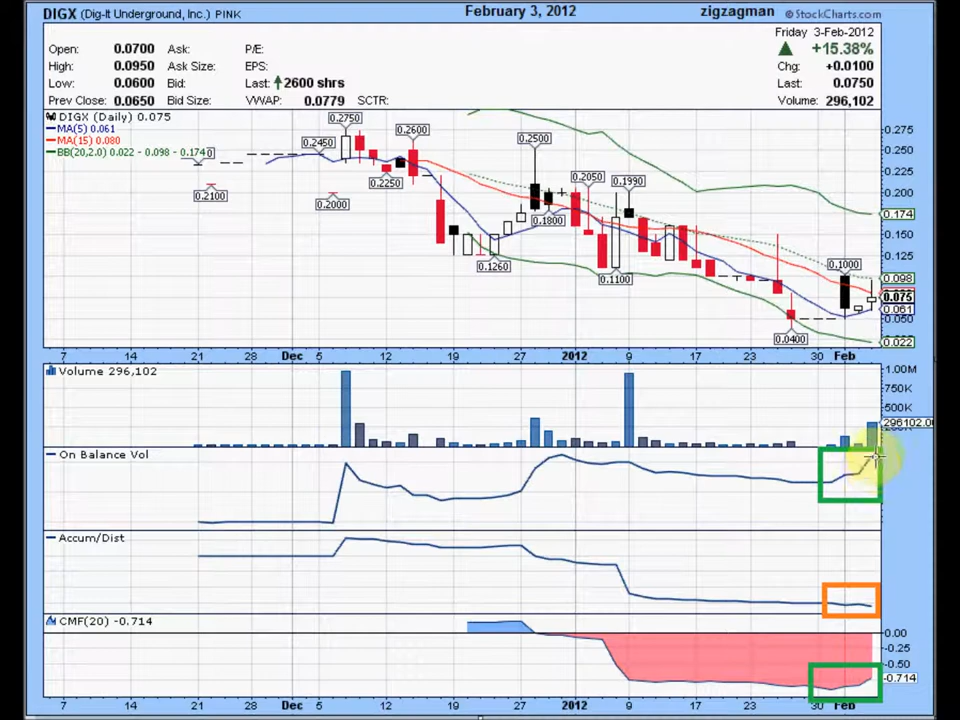 DIGX (Dig-It Underground, Inc.) PINK February 3, 2012 zigzagman © StockCharts.com
Friday 3-Feb-2012
Open: 0.0700 Ask: P/E: +15.38%
High: 0.0950 Ask Size: EPS: Chg: +0.0100
Low: 0.0600 Bid: Last: 2600 shrs Last: 0.0750
Prev Close: 0.0650 Bid Size: VWAP: 0.0779 SCTR: Volume: 296,102
DIGX (Daily) 0.075
MA(5) 0.061
MA(15) 0.080
BB(20,2.0) 0.022 - 0.098 - 0.174
0.2100
0.2450
0.2000
0.2750
0.2250
0.2600
0.1260
0.2500
0.1800
0.2050
0.1100
0.1990
0.0400
0.1000
0.275
0.250
0.225
0.200
0.174
0.150
0.125
0.098
0.075
0.061
0.050
0.022
7 14 21 28 Dec 5 12 19 27 2012 9 17 23 30 Feb
Volume 296,102
1.00M
750K
500K
296102.0
On Balance Vol
Accum/Dist
CMF(20) -0.714
0.00
-0.25
-0.50
-0.714
7 14 21 28 Dec 5 12 19 27 2012 9 17 23 30 Feb